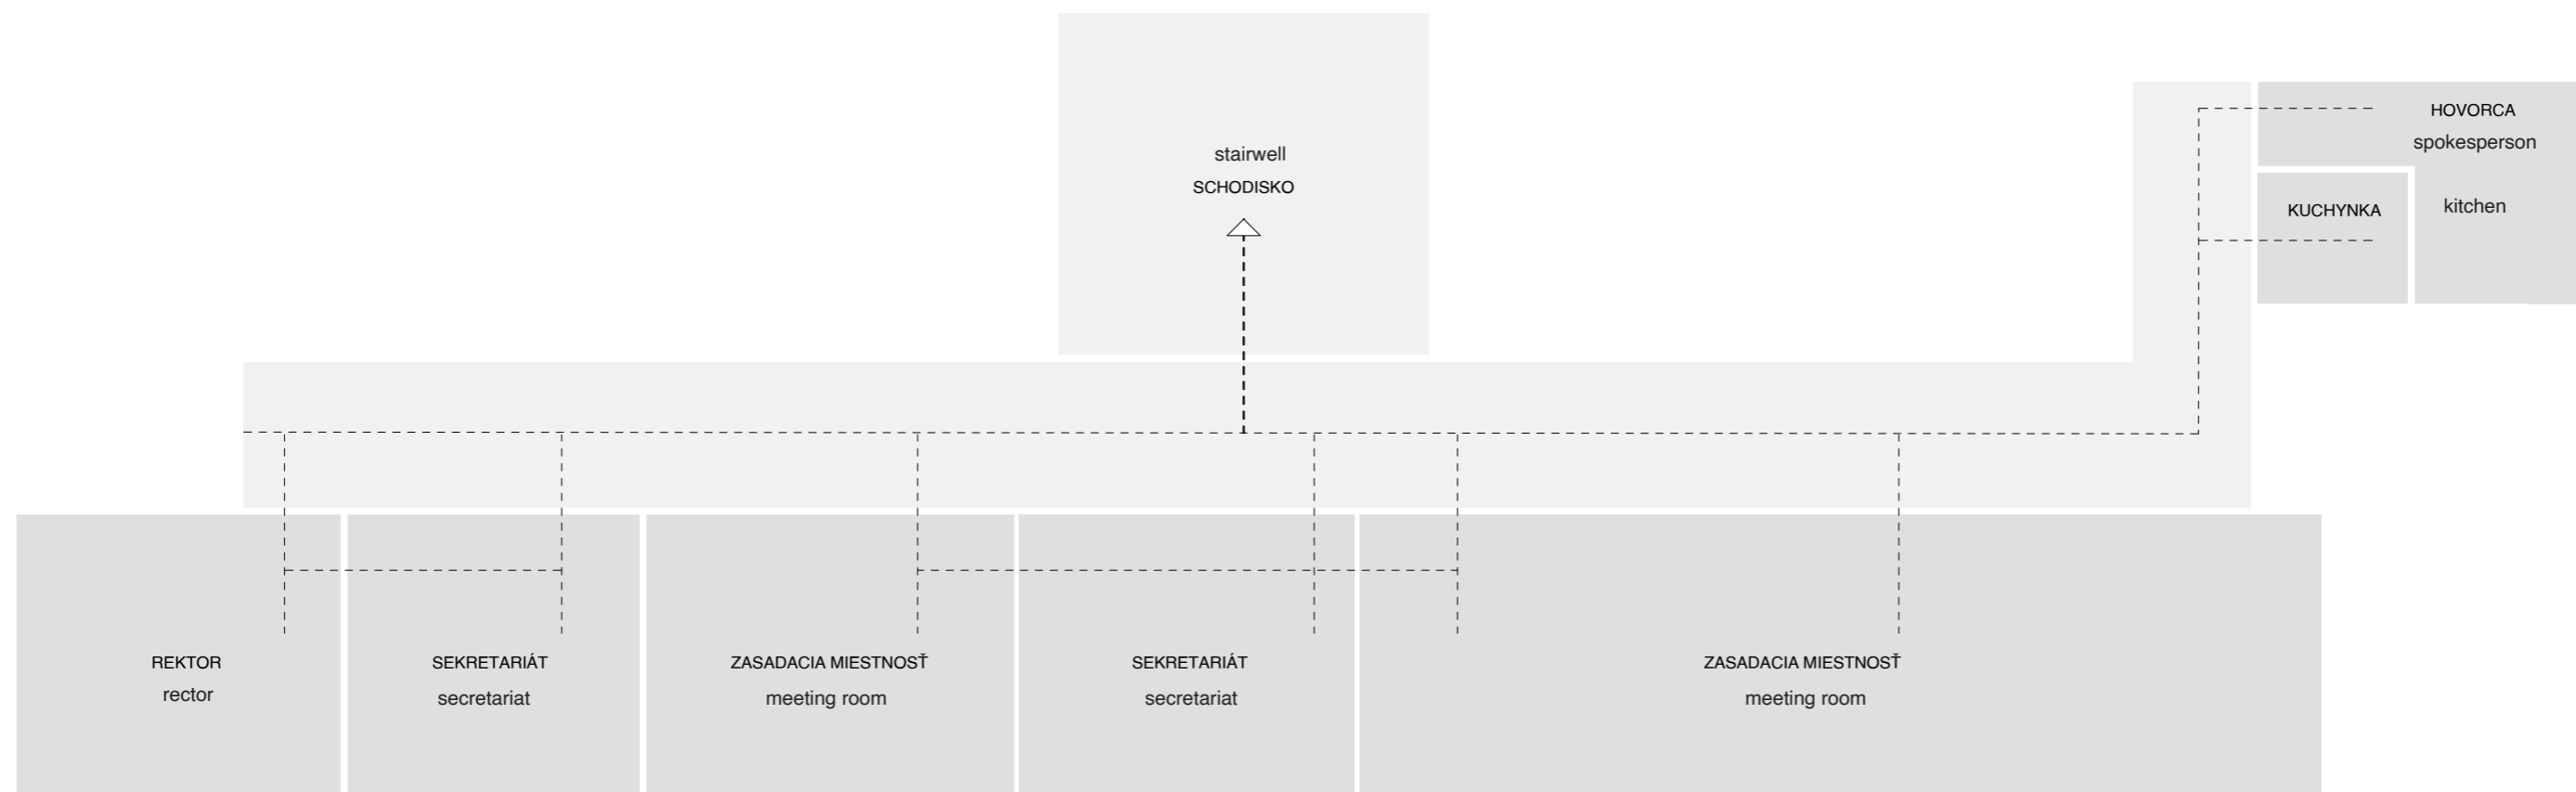 stairwell
SCHODISKO
HOVORCA
spokesperson
KUCHYNKA
kitchen
REKTOR
rector
SEKRETARIÁT
secretariat
ZASADACIA MIESTNOSŤ
meeting room
SEKRETARIÁT
secretariat
ZASADACIA MIESTNOSŤ
meeting room